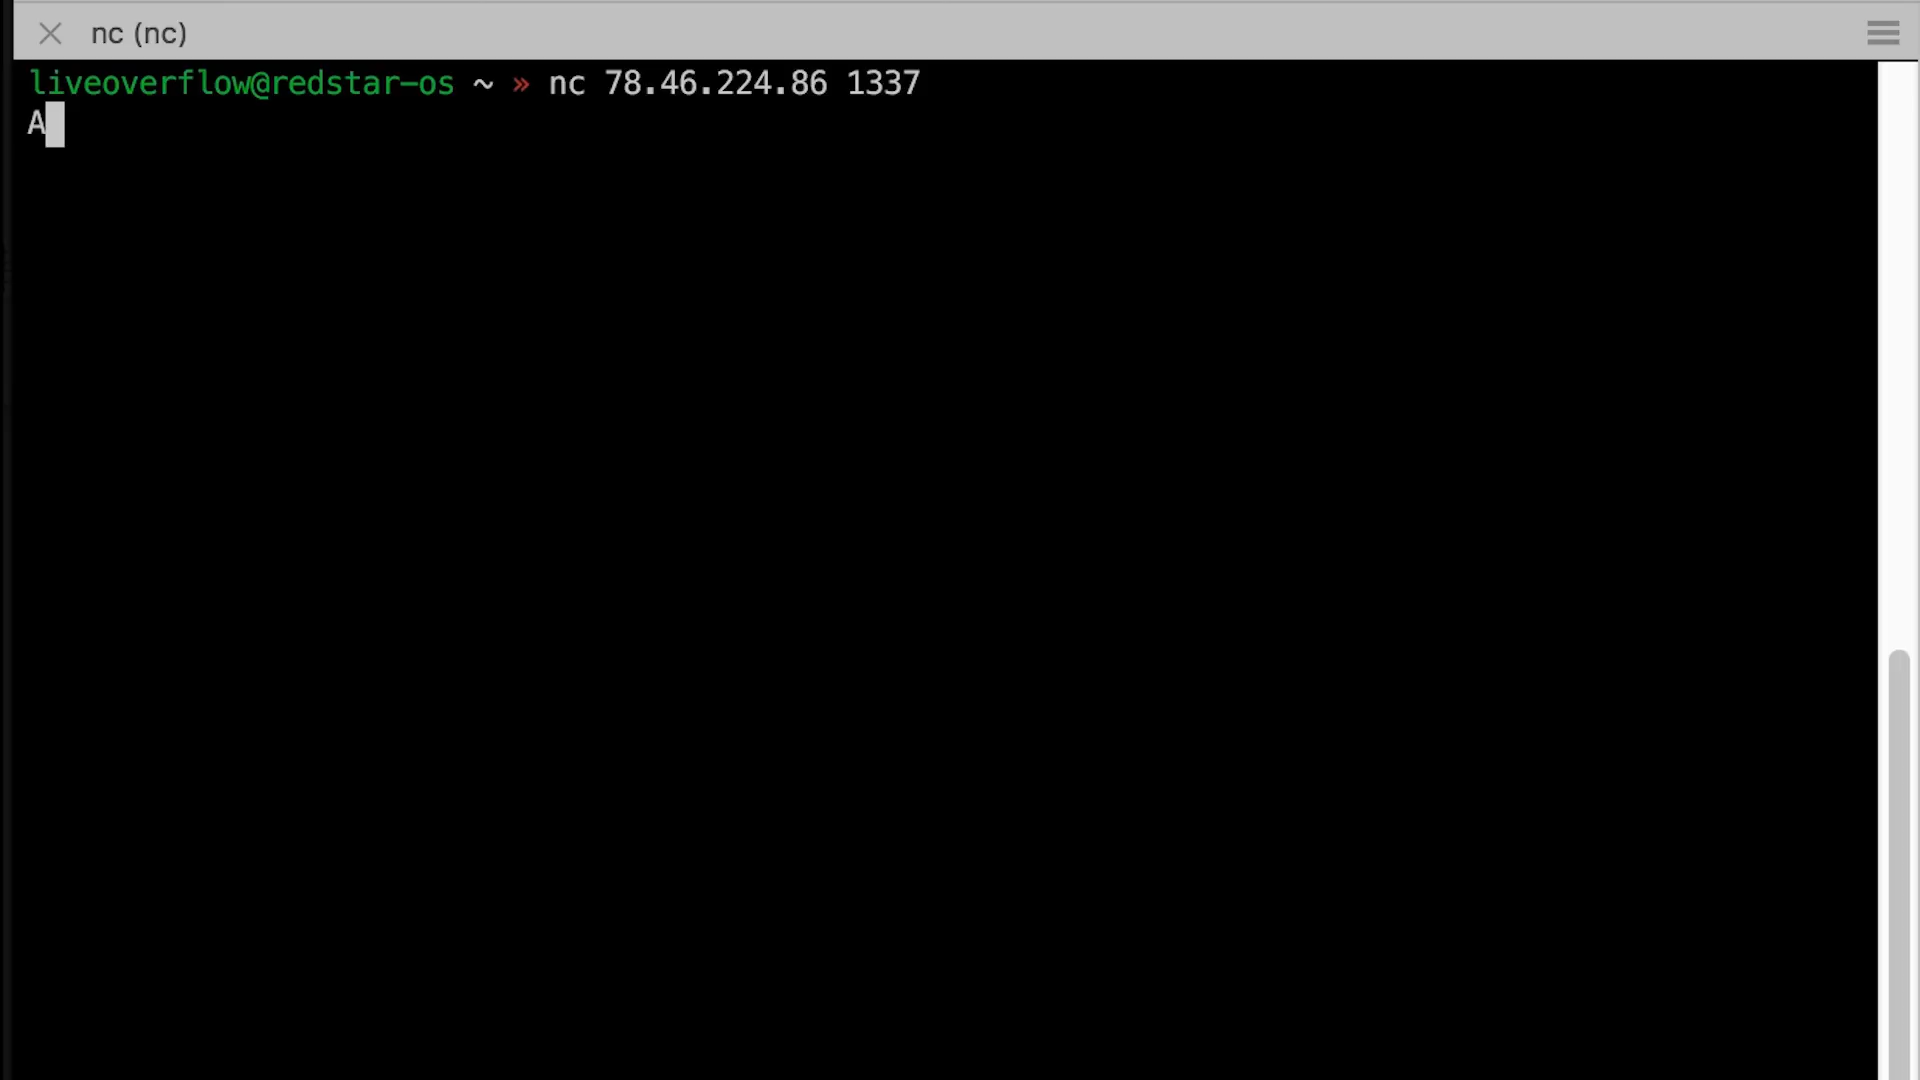 nc (nc)
liveoverflow@redstar-os ~ » nc 78.46.224.86 1337
A